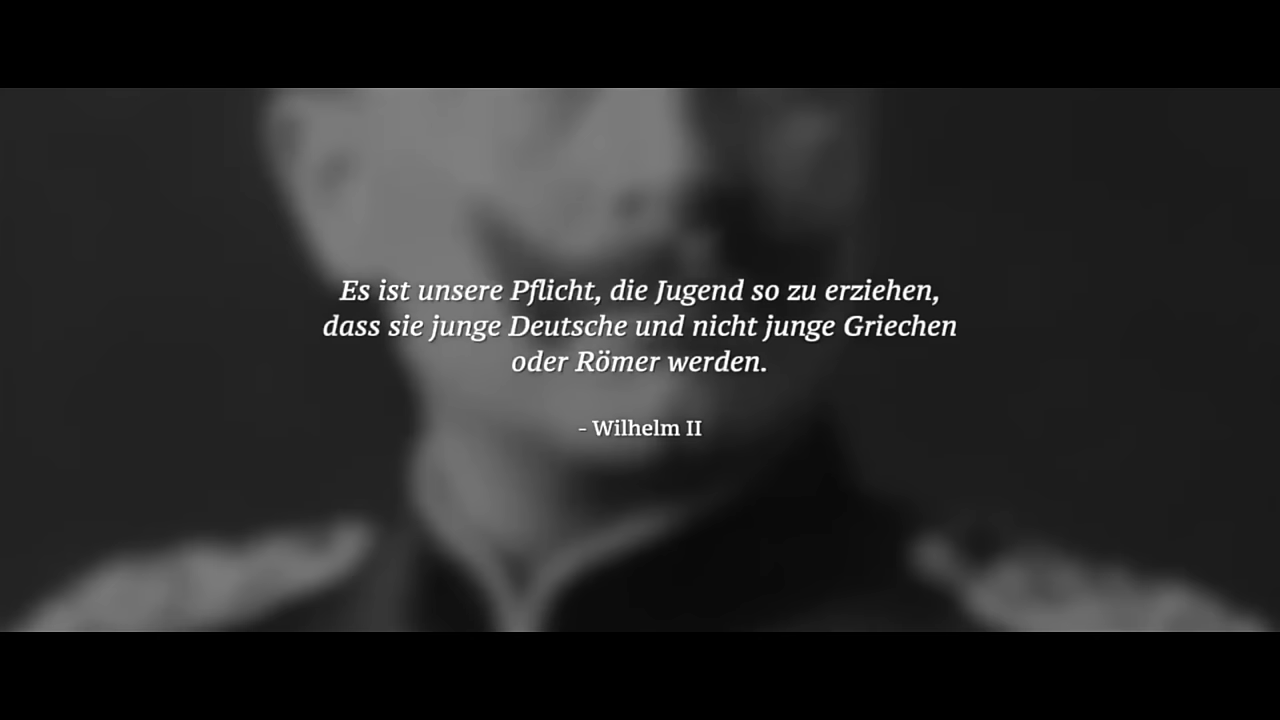 Es ist unsere Pflicht, die Jugend so zu erziehen,
dass sie junge Deutsche und nicht junge Griechen
oder Römer werden.
- Wilhelm II